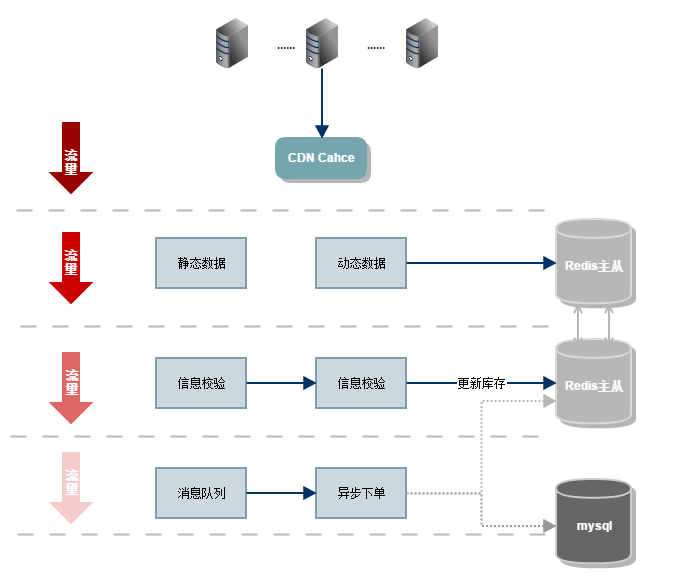 ...... ......
CDN Cahce
流量
流量
静态数据
动态数据
Redis主从
流量
信息校验
信息校验
更新库存
Redis主从
流量
消息队列
异步下单
mysql